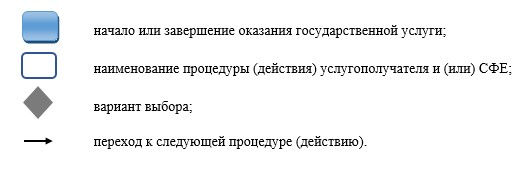 начало или завершение оказания государственной услуги;
наименование процедуры (действия) услугополучателя и (или) СФЕ;
вариант выбора;
переход к следующей процедуре (действию).